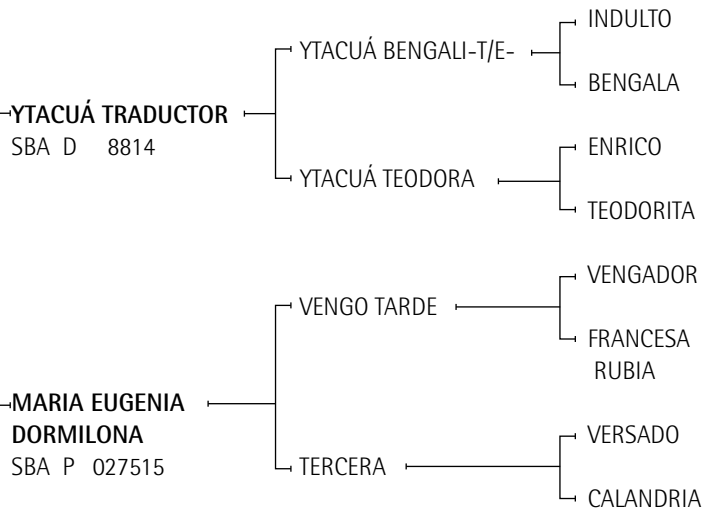 INDULTO
YTACUÁ BENGALI-T/E-
BENGALA
YTACUÁ TRADUCTOR
SBA D 8814
ENRICO
YTACUÁ TEODORA
TEODORITA
VENGADOR
VENGO TARDE
FRANCESA
RUBIA
MARIA EUGENIA
DORMILONA
SBA P 027515
VERSADO
TERCERA
CALANDRIA